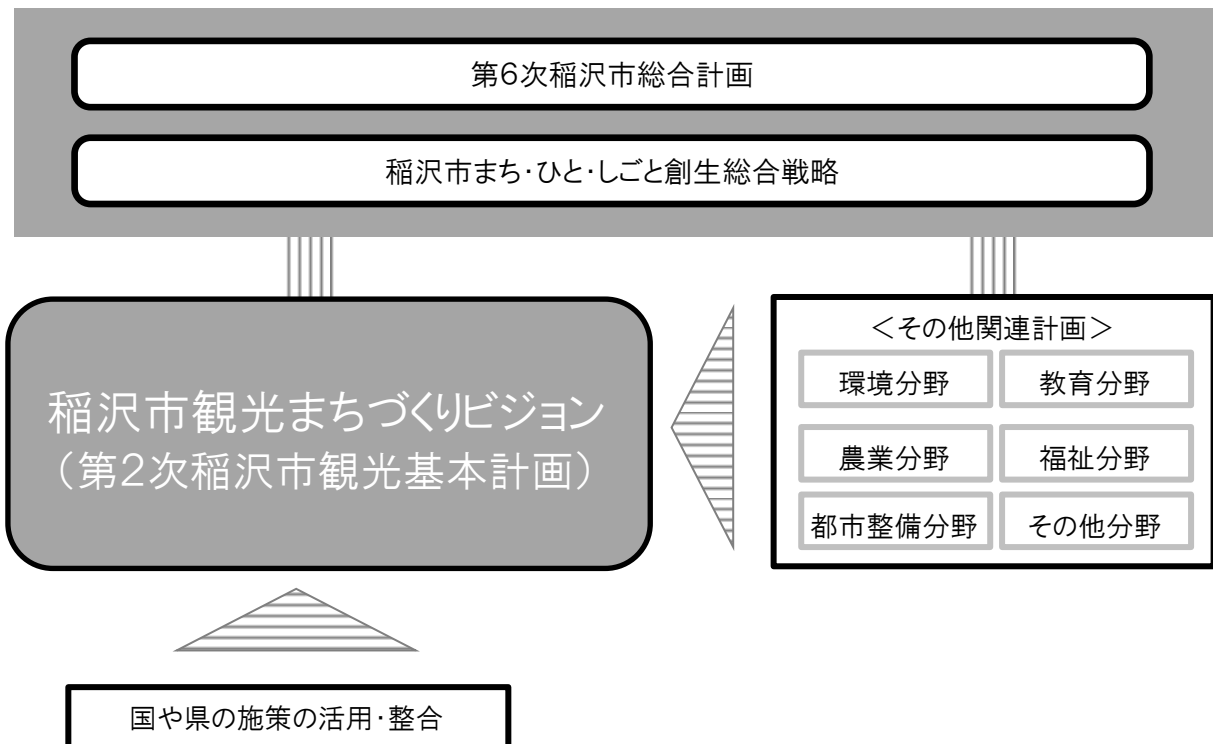 第6次稲沢市総合計画
稲沢市まち・ひと・しごと創生総合戦略
稲沢市観光まちづくりビジョン
（第2次稲沢市観光基本計画）
＜その他関連計画＞
環境分野 教育分野
農業分野 福祉分野
都市整備分野 その他分野
国や県の施策の活用・整合